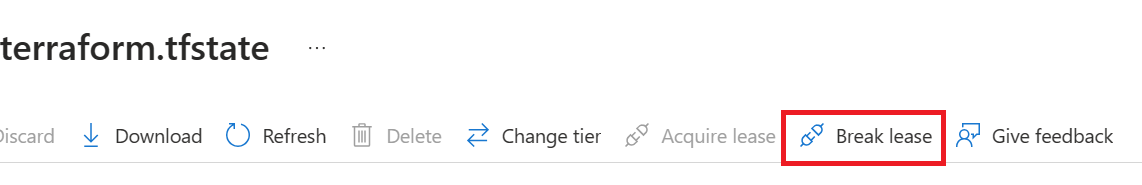 terraform.tfstate ...
Discard Download Refresh Delete Change tier Acquire lease Break lease Give feedback